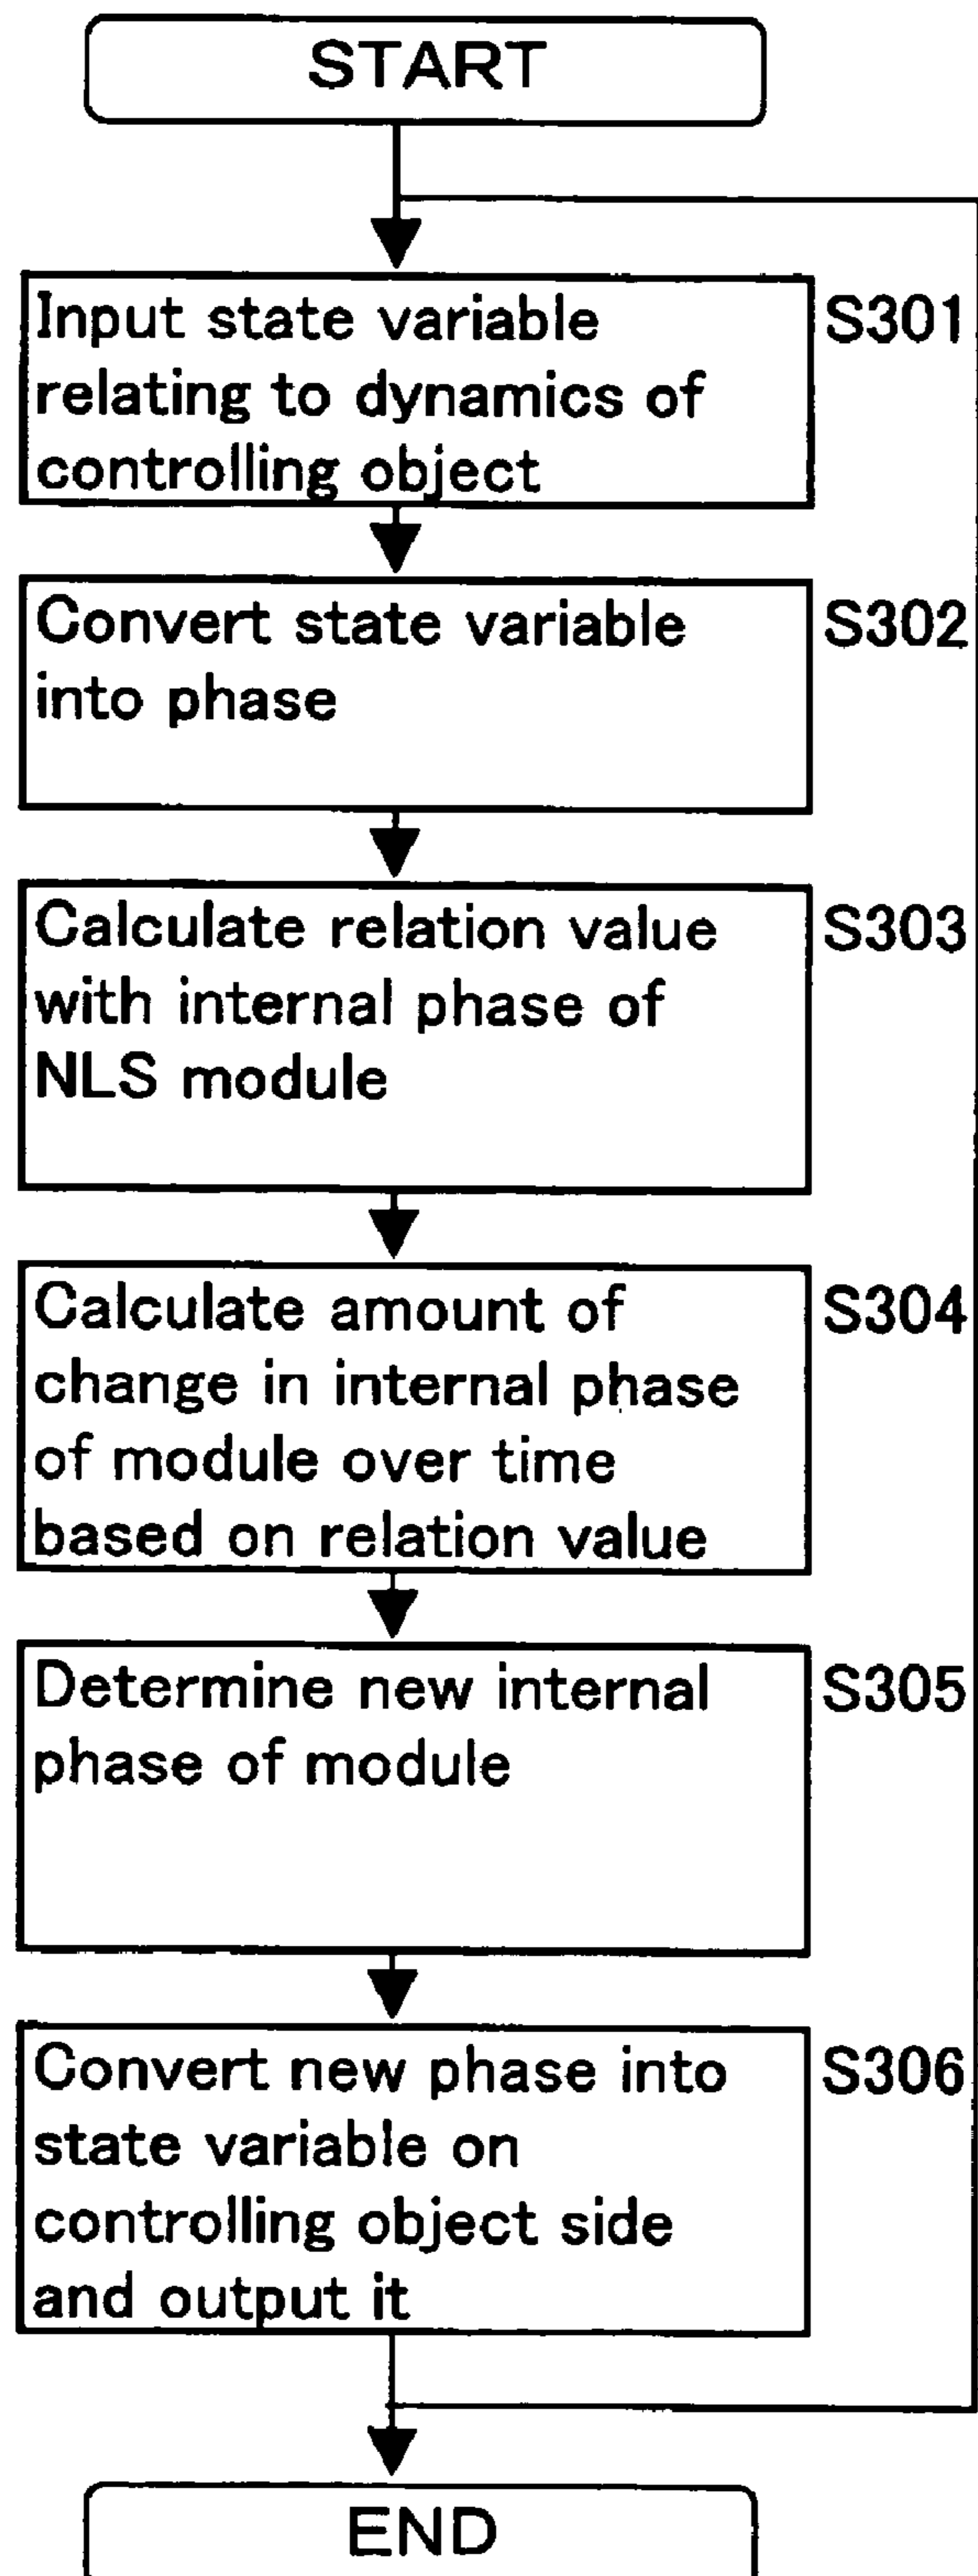 START
Input state variable
relating to dynamics of
controlling object
S301
Convert state variable
into phase
S302
Calculate relation value
with internal phase of
NLS module
S303
Calculate amount of
change in internal phase
of module over time
based on relation value
S304
Determine new internal
phase of module
S305
Convert new phase into
state variable on
controlling object side
and output it
S306
END